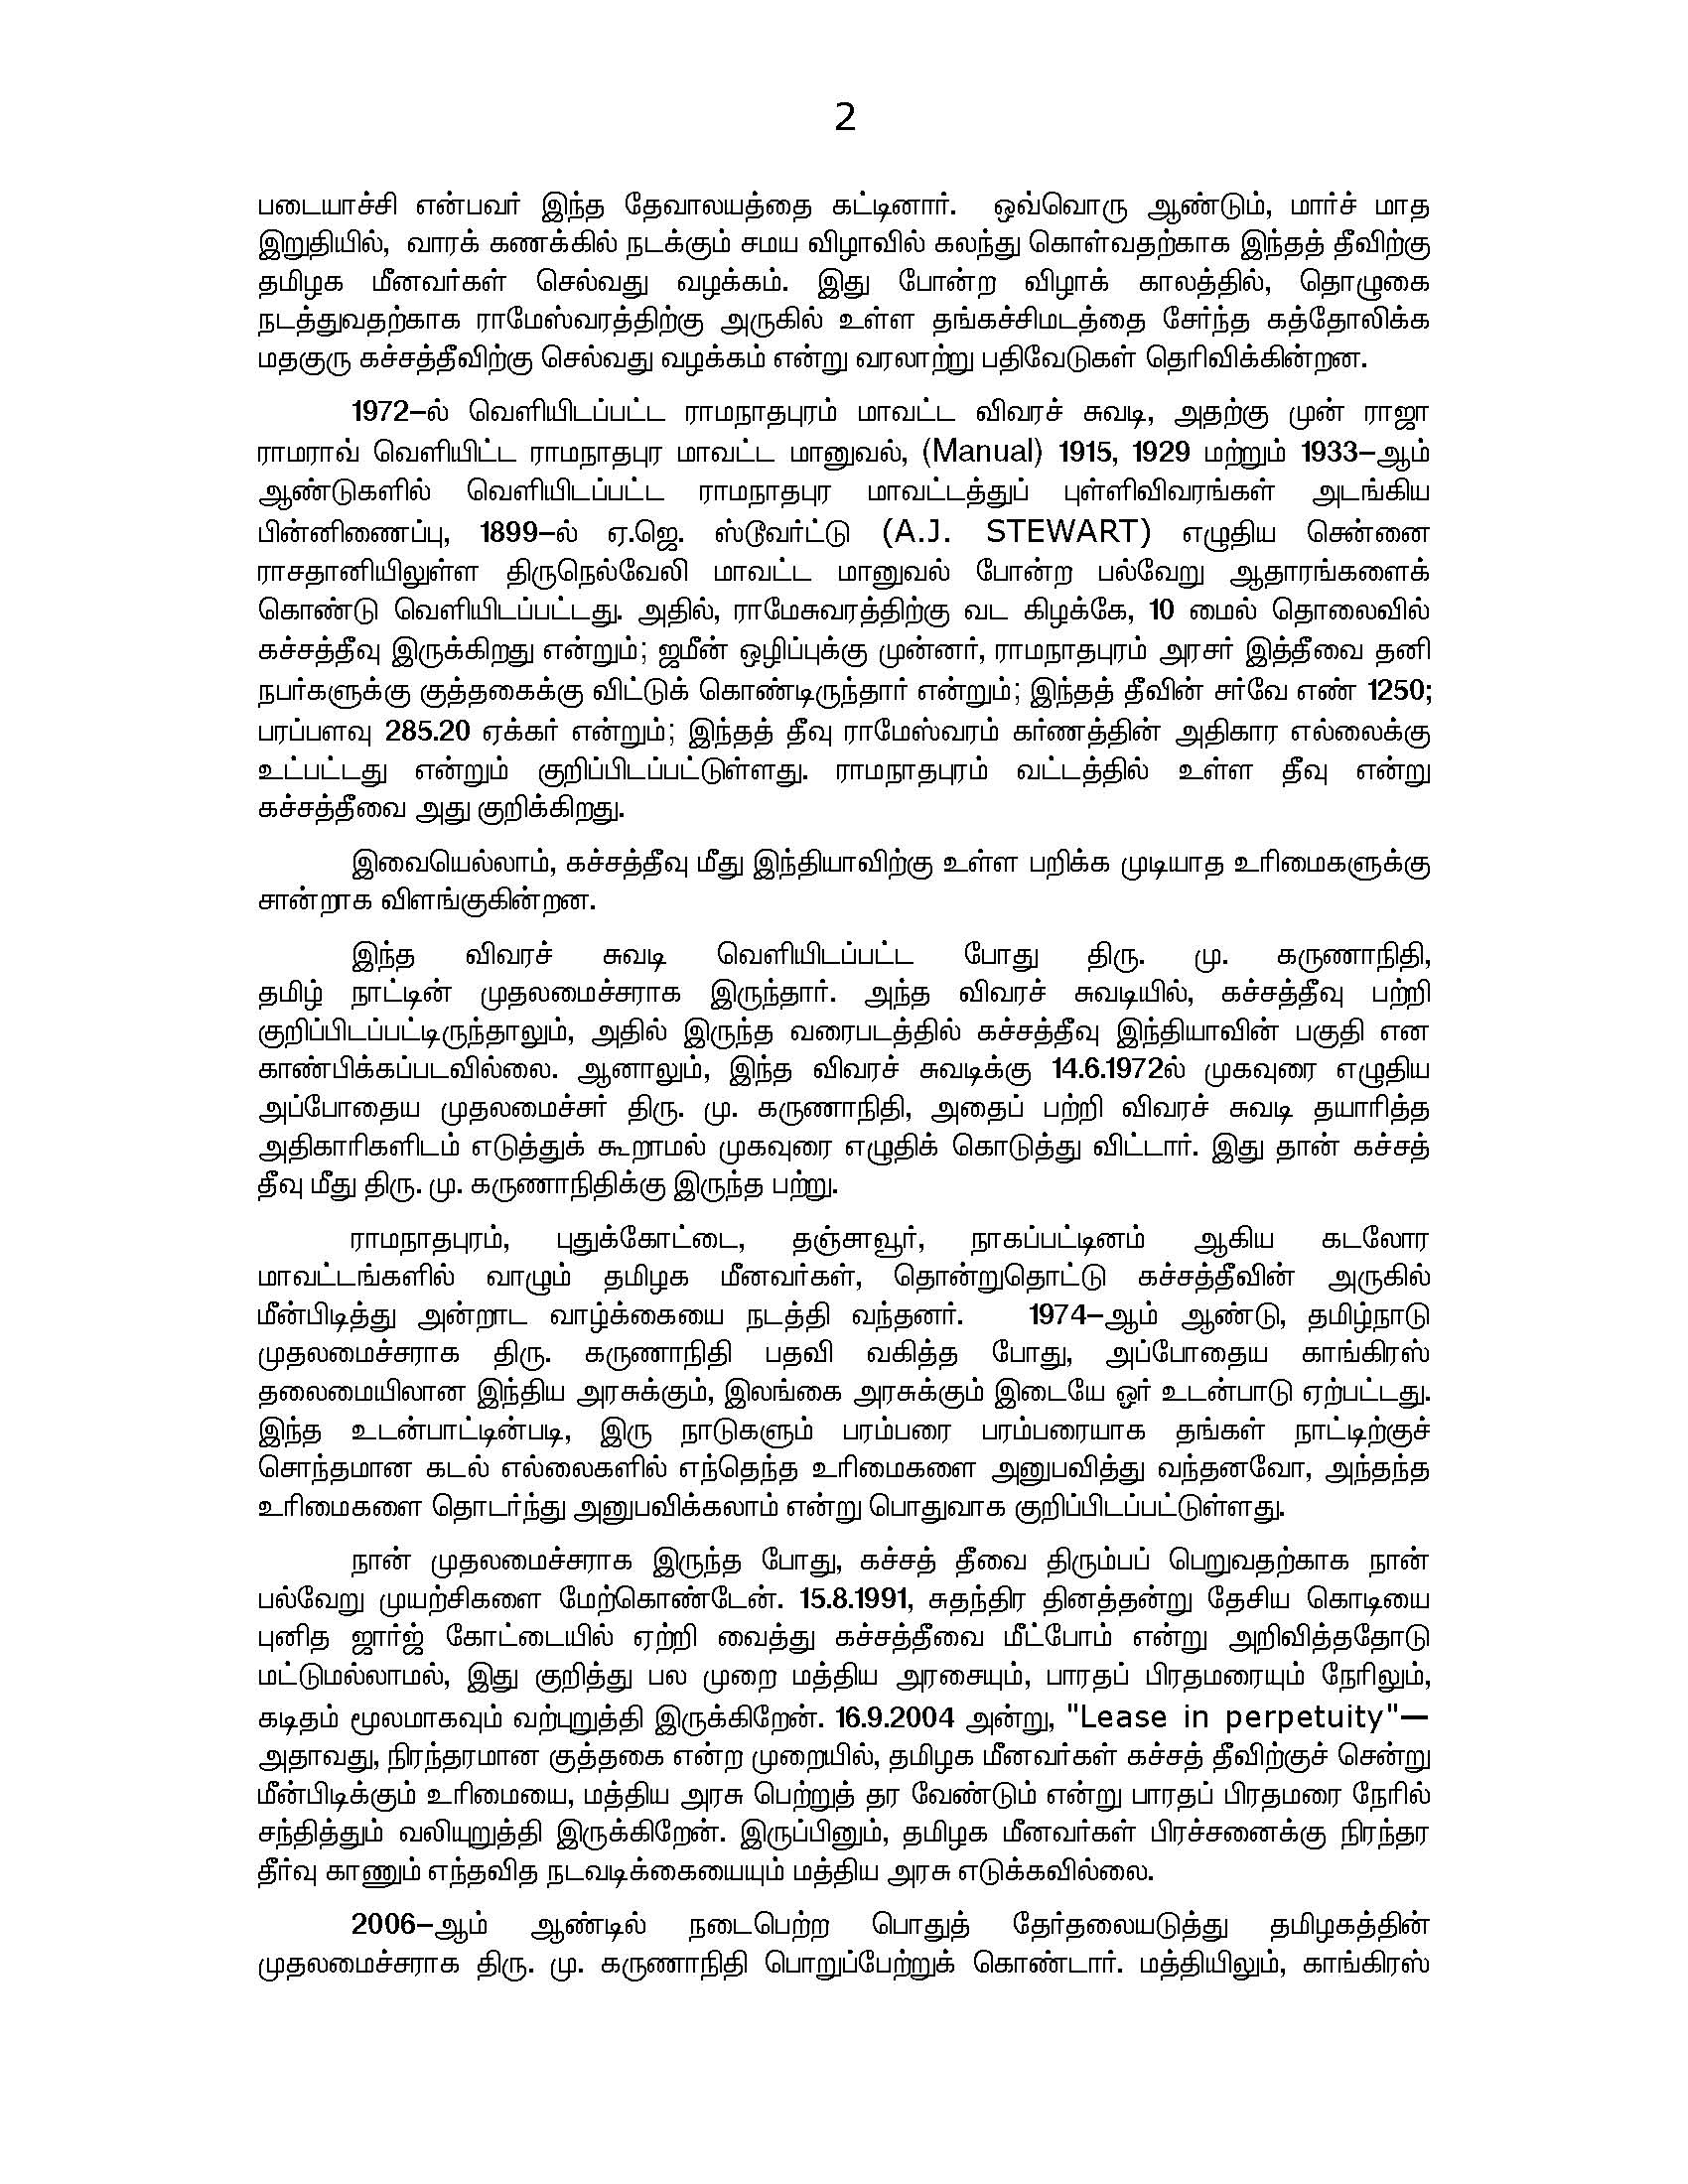 2
படையாச்சி என்பவர் இந்த தேவாலயத்தை கட்டினார். ஒவ்வொரு ஆண்டும், மார்ச் மாத
இறுதியில், வாரக் கணக்கில் நடக்கும் சமய விழாவில் கலந்து கொள்வதற்காக இந்தத் தீவிற்கு
தமிழக மீனவர்கள் செல்வது வழக்கம். இது போன்ற விழாக் காலத்தில், தொழுகை
நடத்துவதற்காக ராமேஸ்வரத்திற்கு அருகில் உள்ள தங்கச்சிமடத்தை சேர்ந்த கத்தோலிக்க
மதகுரு கச்சத்தீவிற்கு செல்வது வழக்கம் என்று வரலாற்று பதிவேடுகள் தெரிவிக்கின்றன.
1972–ல் வெளியிடப்பட்ட ராமநாதபுரம் மாவட்ட விவரச் சுவடி, அதற்கு முன் ராஜா
ராமராவ் வெளியிட்ட ராமநாதபுர மாவட்ட மானுவல், (Manual) 1915, 1929 மற்றும் 1933–ஆம்
ஆண்டுகளில் வெளியிடப்பட்ட ராமநாதபுர மாவட்டத்துப் புள்ளிவிவரங்கள் அடங்கிய
பின்னிணைப்பு, 1899–ல் ஏ.ஜெ. ஸ்டூவர்ட்டு (A.J. STEWART) எழுதிய சென்னை
ராசதானியிலுள்ள திருநெல்வேலி மாவட்ட மானுவல் போன்ற பல்வேறு ஆதாரங்களைக்
கொண்டு வெளியிடப்பட்டது. அதில், ராமேசுவரத்திற்கு வட கிழக்கே, 10 மைல் தொலைவில்
கச்சத்தீவு இருக்கிறது என்றும்; ஜமீன் ஒழிப்புக்கு முன்னர், ராமநாதபுரம் அரசர் இத்தீவை தனி
நபர்களுக்கு குத்தகைக்கு விட்டுக் கொண்டிருந்தார் என்றும்; இந்தத் தீவின் சர்வே எண் 1250;
பரப்பளவு 285.20 ஏக்கர் என்றும்; இந்தத் தீவு ராமேஸ்வரம் கர்ணத்தின் அதிகார எல்லைக்கு
உட்பட்டது என்றும் குறிப்பிடப்பட்டுள்ளது. ராமநாதபுரம் வட்டத்தில் உள்ள தீவு என்று
கச்சத்தீவை அது குறிக்கிறது.
இவையெல்லாம், கச்சத்தீவு மீது இந்தியாவிற்கு உள்ள பறிக்க முடியாத உரிமைகளுக்கு
சான்றாக விளங்குகின்றன.
இந்த விவரச் சுவடி வெளியிடப்பட்ட போது திரு. மு. கருணாநிதி,
தமிழ் நாட்டின் முதலமைச்சராக இருந்தார். அந்த விவரச் சுவடியில், கச்சத்தீவு பற்றி
குறிப்பிடப்பட்டிருந்தாலும், அதில் இருந்த வரைபடத்தில் கச்சத்தீவு இந்தியாவின் பகுதி என
காண்பிக்கப்படவில்லை. ஆனாலும், இந்த விவரச் சுவடிக்கு 14.6.1972ல் முகவுரை எழுதிய
அப்போதைய முதலமைச்சர் திரு. மு. கருணாநிதி, அதைப் பற்றி விவரச் சுவடி தயாரித்த
அதிகாரிகளிடம் எடுத்துக் கூறாமல் முகவுரை எழுதிக் கொடுத்து விட்டார். இது தான் கச்சத்
தீவு மீது திரு. மு. கருணாநிதிக்கு இருந்த பற்று.
ராமநாதபுரம், புதுக்கோட்டை, தஞ்சாவூர், நாகப்பட்டினம் ஆகிய கடலோர
மாவட்டங்களில் வாழும் தமிழக மீனவர்கள், தொன்றுதொட்டு கச்சத்தீவின் அருகில்
மீன்பிடித்து அன்றாட வாழ்க்கையை நடத்தி வந்தனர். 1974–ஆம் ஆண்டு, தமிழ்நாடு
முதலமைச்சராக திரு. கருணாநிதி பதவி வகித்த போது, அப்போதைய காங்கிரஸ்
தலைமையிலான இந்திய அரசுக்கும், இலங்கை அரசுக்கும் இடையே ஓர் உடன்பாடு ஏற்பட்டது.
இந்த உடன்பாட்டின்படி, இரு நாடுகளும் பரம்பரை பரம்பரையாக தங்கள் நாட்டிற்குச்
சொந்தமான கடல் எல்லைகளில் எந்தெந்த உரிமைகளை அனுபவித்து வந்தனவோ, அந்தந்த
உரிமைகளை தொடர்ந்து அனுபவிக்கலாம் என்று பொதுவாக குறிப்பிடப்பட்டுள்ளது.
நான் முதலமைச்சராக இருந்த போது, கச்சத் தீவை திரும்பப் பெறுவதற்காக நான்
பல்வேறு முயற்சிகளை மேற்கொண்டேன். 15.8.1991, சுதந்திர தினத்தன்று தேசிய கொடியை
புனித ஜார்ஜ் கோட்டையில் ஏற்றி வைத்து கச்சத்தீவை மீட்போம் என்று அறிவித்ததோடு
மட்டுமல்லாமல், இது குறித்து பல முறை மத்திய அரசையும், பாரதப் பிரதமரையும் நேரிலும்,
கடிதம் மூலமாகவும் வற்புறுத்தி இருக்கிறேன். 16.9.2004 அன்று, "Lease in perpetuity"—
அதாவது, நிரந்தரமான குத்தகை என்ற முறையில், தமிழக மீனவர்கள் கச்சத் தீவிற்குச் சென்று
மீன்பிடிக்கும் உரிமையை, மத்திய அரசு பெற்றுத் தர வேண்டும் என்று பாரதப் பிரதமரை நேரில்
சந்தித்தும் வலியுறுத்தி இருக்கிறேன். இருப்பினும், தமிழக மீனவர்கள் பிரச்சனைக்கு நிரந்தர
தீர்வு காணும் எந்தவித நடவடிக்கையையும் மத்திய அரசு எடுக்கவில்லை.
2006–ஆம் ஆண்டில் நடைபெற்ற பொதுத் தேர்தலையடுத்து தமிழகத்தின்
முதலமைச்சராக திரு. மு. கருணாநிதி பொறுப்பேற்றுக் கொண்டார். மத்தியிலும், காங்கிரஸ்